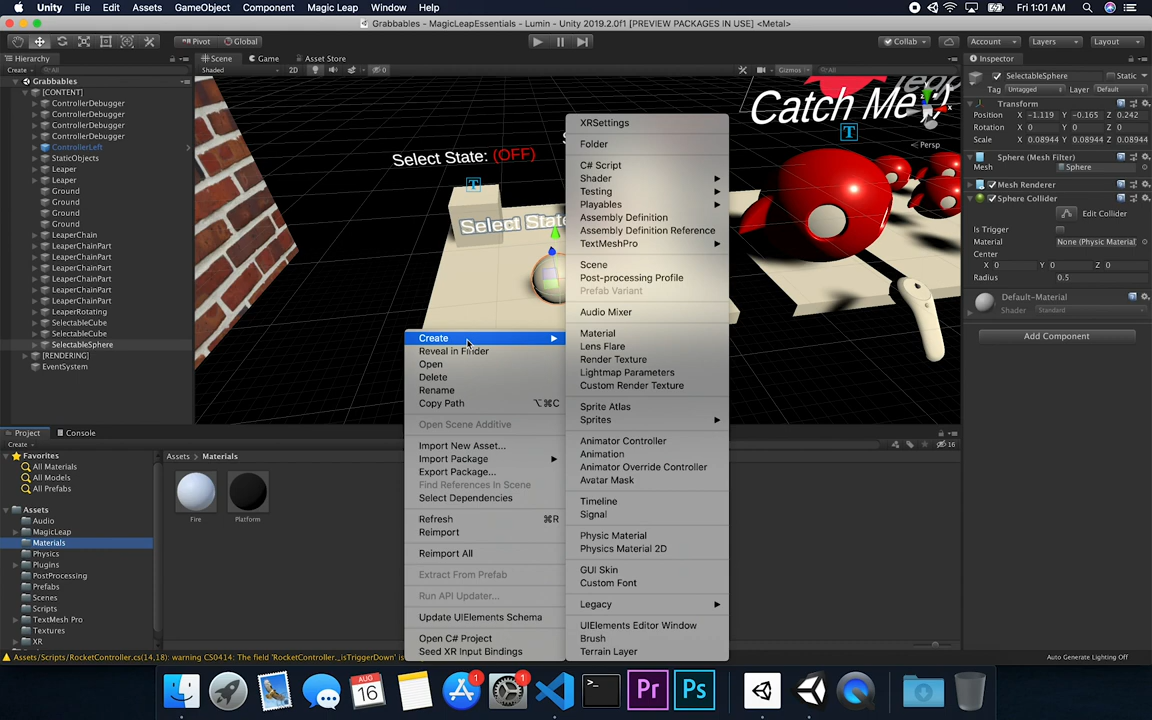 Unity File Edit Assets GameObject Component Magic Leap Window Help
Fri 1:01 AM
Grabbables - MagicLeapEssentials - Lumin - Unity 2019.2.0f1 [PREVIEW PACKAGES IN USE] <Metal>
Pivot Global
Collab
Account
Layers
Layout
Hierarchy
Create
All
Grabbables
[CONTENT]
ControllerDebugger
ControllerDebugger
ControllerDebugger
ControllerDebugger
ControllerLeft
StaticObjects
Leaper
Leaper
Ground
Ground
Ground
Ground
LeaperChain
LeaperChainPart
LeaperChainPart
LeaperChainPart
LeaperChainPart
LeaperChainPart
LeaperRotating
SelectableCube
SelectableCube
SelectableSphere
[RENDERING]
EventSystem
Scene Game Asset Store
Shaded
2D
0
Gizmos
All
Select State: (OFF)
T
Select Stat
Catch Me
T
Persp
Create
Reveal in Finder
Open
Delete
Rename
Copy Path ⌥⌘C
Open Scene Additive
Import New Asset...
Import Package
Export Package...
Find References In Scene
Select Dependencies
Refresh ⌘R
Reimport
Reimport All
Extract From Prefab
Run API Updater...
Update UIElements Schema
Open C# Project
Seed XR Input Bindings
XRSettings
Folder
C# Script
Shader
Testing
Playables
Assembly Definition
Assembly Definition Reference
TextMeshPro
Scene
Post-processing Profile
Prefab Variant
Audio Mixer
Material
Lens Flare
Render Texture
Lightmap Parameters
Custom Render Texture
Sprite Atlas
Sprites
Animator Controller
Animation
Animator Override Controller
Avatar Mask
Timeline
Signal
Physic Material
Physics Material 2D
GUI Skin
Custom Font
Legacy
UIElements Editor Window
Brush
Terrain Layer
Inspector
SelectableSphere Static
Tag Untagged Layer Default
Transform
Position X -1.119 Y -0.165 Z 0.242
Rotation X 0 Y 0 Z 0
Scale X 0.08944 Y 0.08944 Z 0.08944
Sphere (Mesh Filter)
Mesh Sphere
Mesh Renderer
Sphere Collider
Edit Collider
Is Trigger
Material None (Physic Material)
Center
X 0 Y 0 Z 0
Radius 0.5
Default-Material
Shader Standard
Add Component
Project Console
Create
16
Favorites
All Materials
All Models
All Prefabs
Assets
Audio
MagicLeap
Materials
Physics
Plugins
PostProcessing
Prefabs
Scenes
Scripts
TextMesh Pro
Textures
XR
Assets > Materials
Fire
Platform
Assets/Scripts/RocketController.cs(14,18): warning CS0414: The field 'RocketController._isTriggerDown' is
Auto Generate Lighting Off
AUG
16
1
1
>_
Pr
Ps